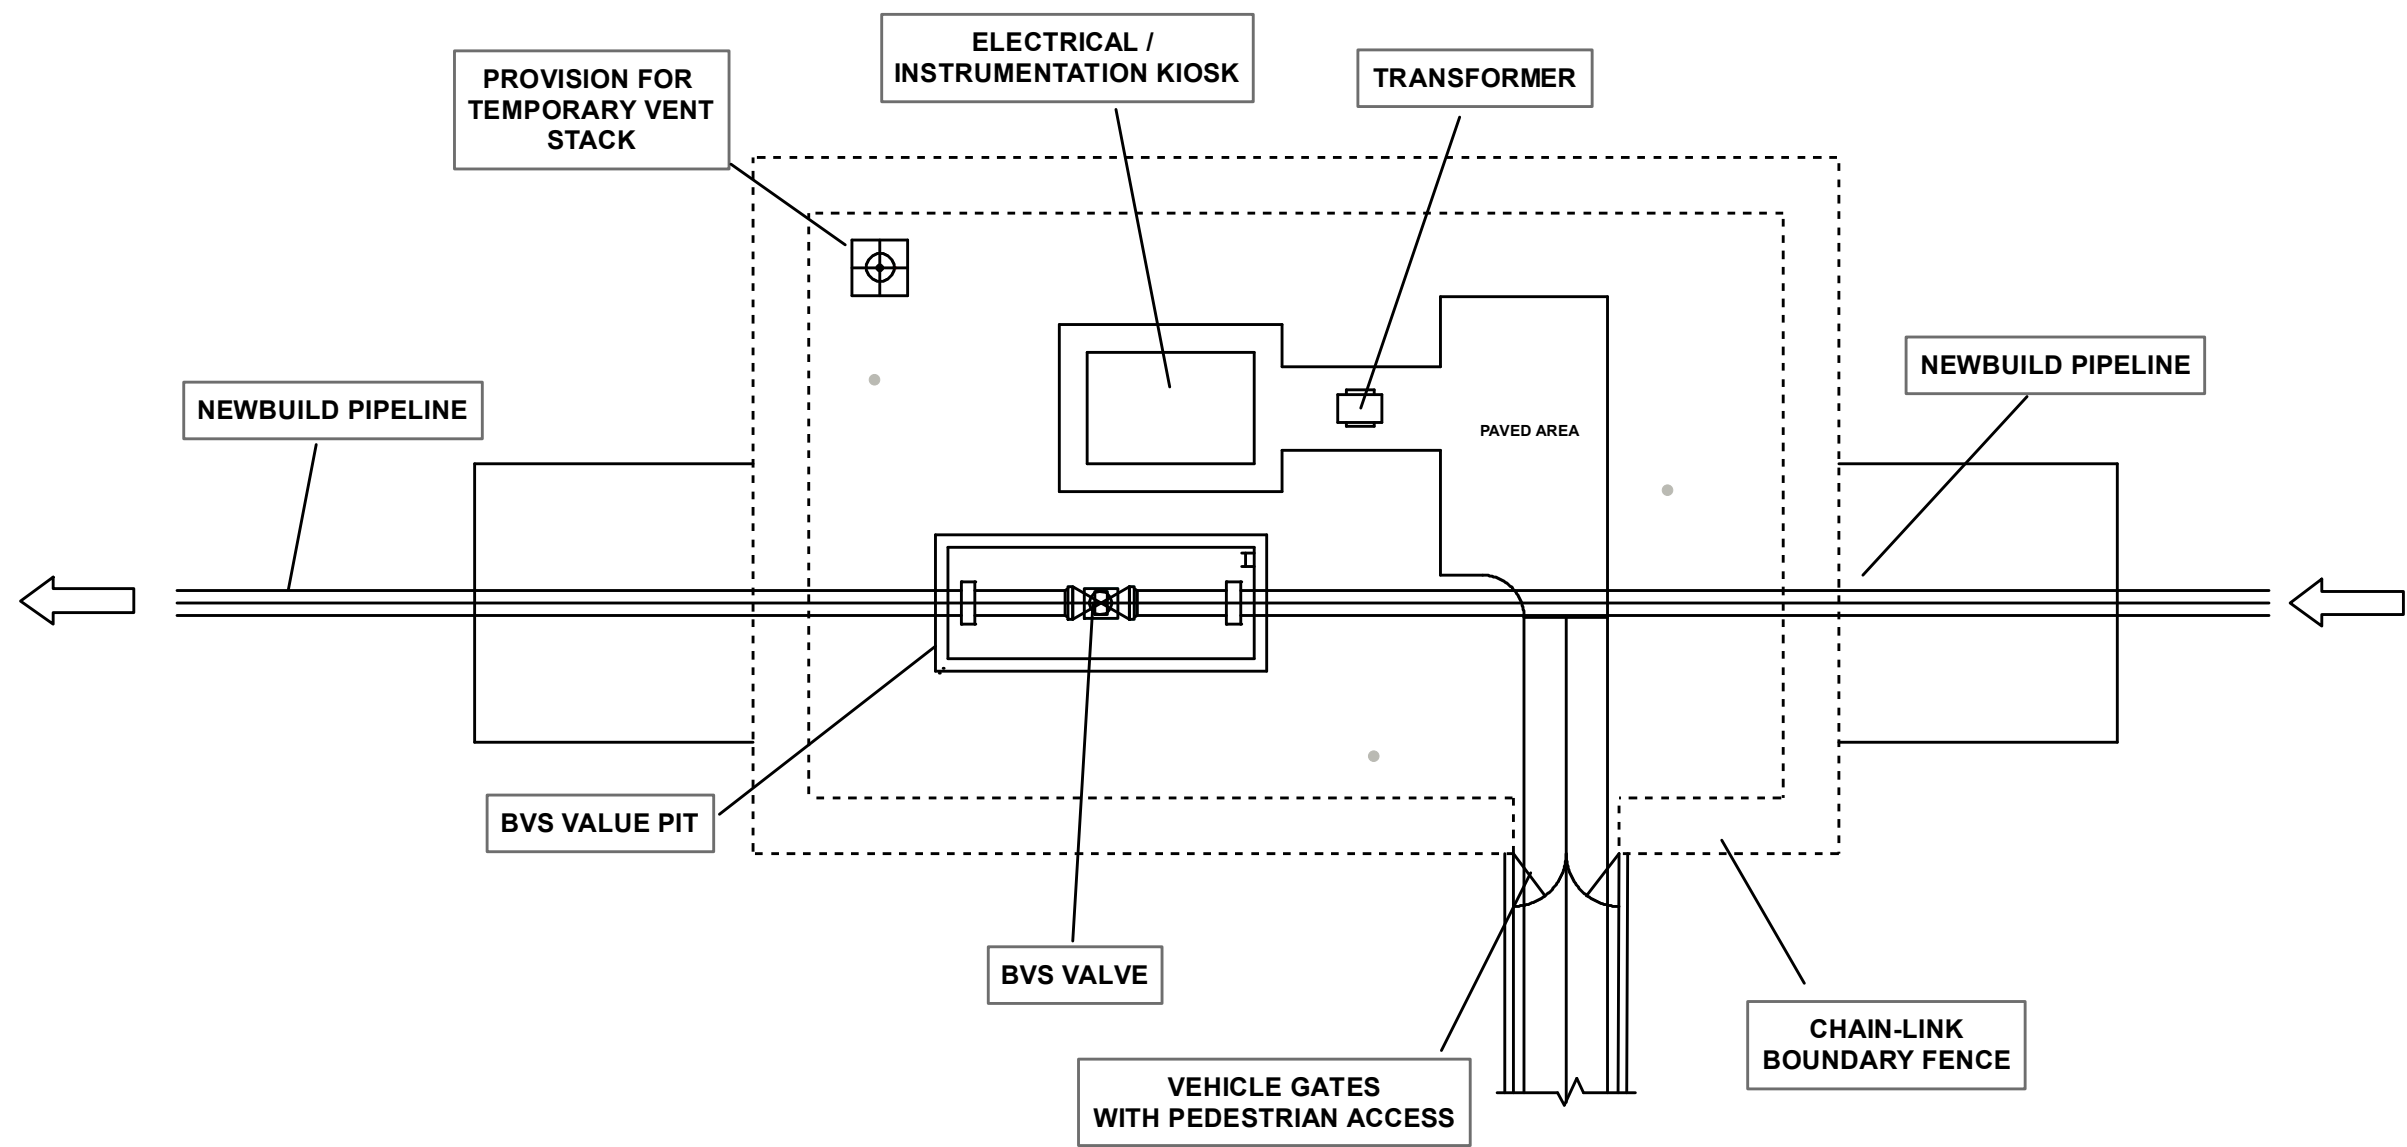 ELECTRICAL /
INSTRUMENTATION KIOSK
PROVISION FOR
TEMPORARY VENT
STACK
TRANSFORMER
NEWBUILD PIPELINE
NEWBUILD PIPELINE
PAVED AREA
BVS VALUE PIT
BVS VALVE
CHAIN-LINK
BOUNDARY FENCE
VEHICLE GATES
WITH PEDESTRIAN ACCESS